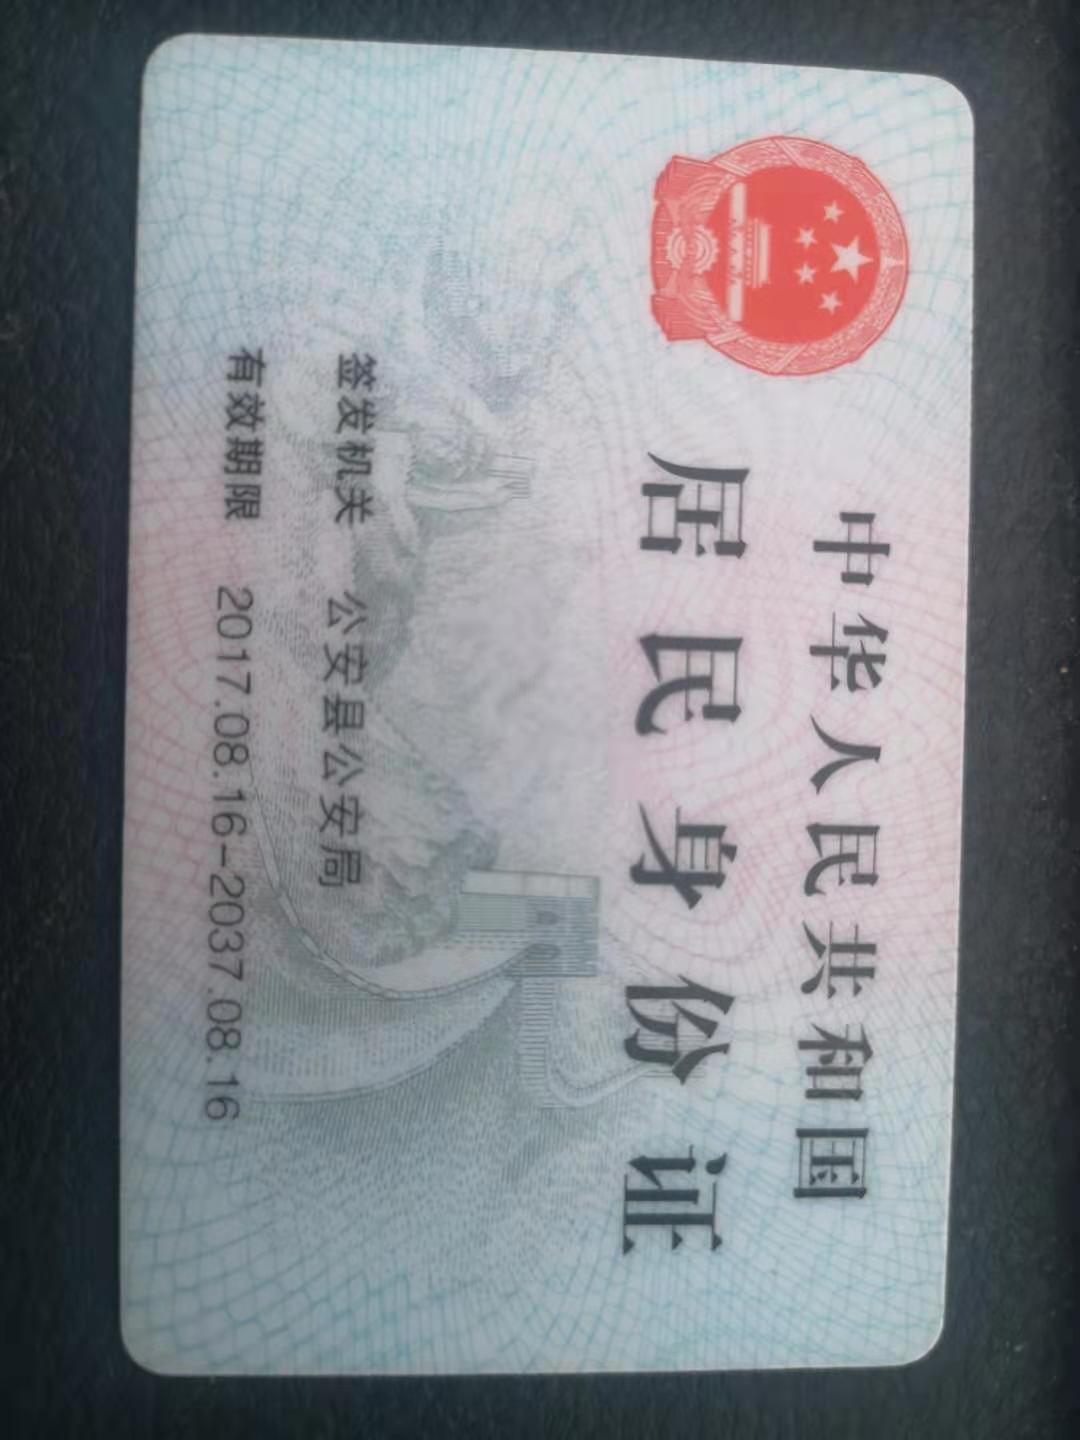 中华人民共和国
居民身份证
签发机关 公安县公安局
有效期限 2017.08.16-2037.08.16